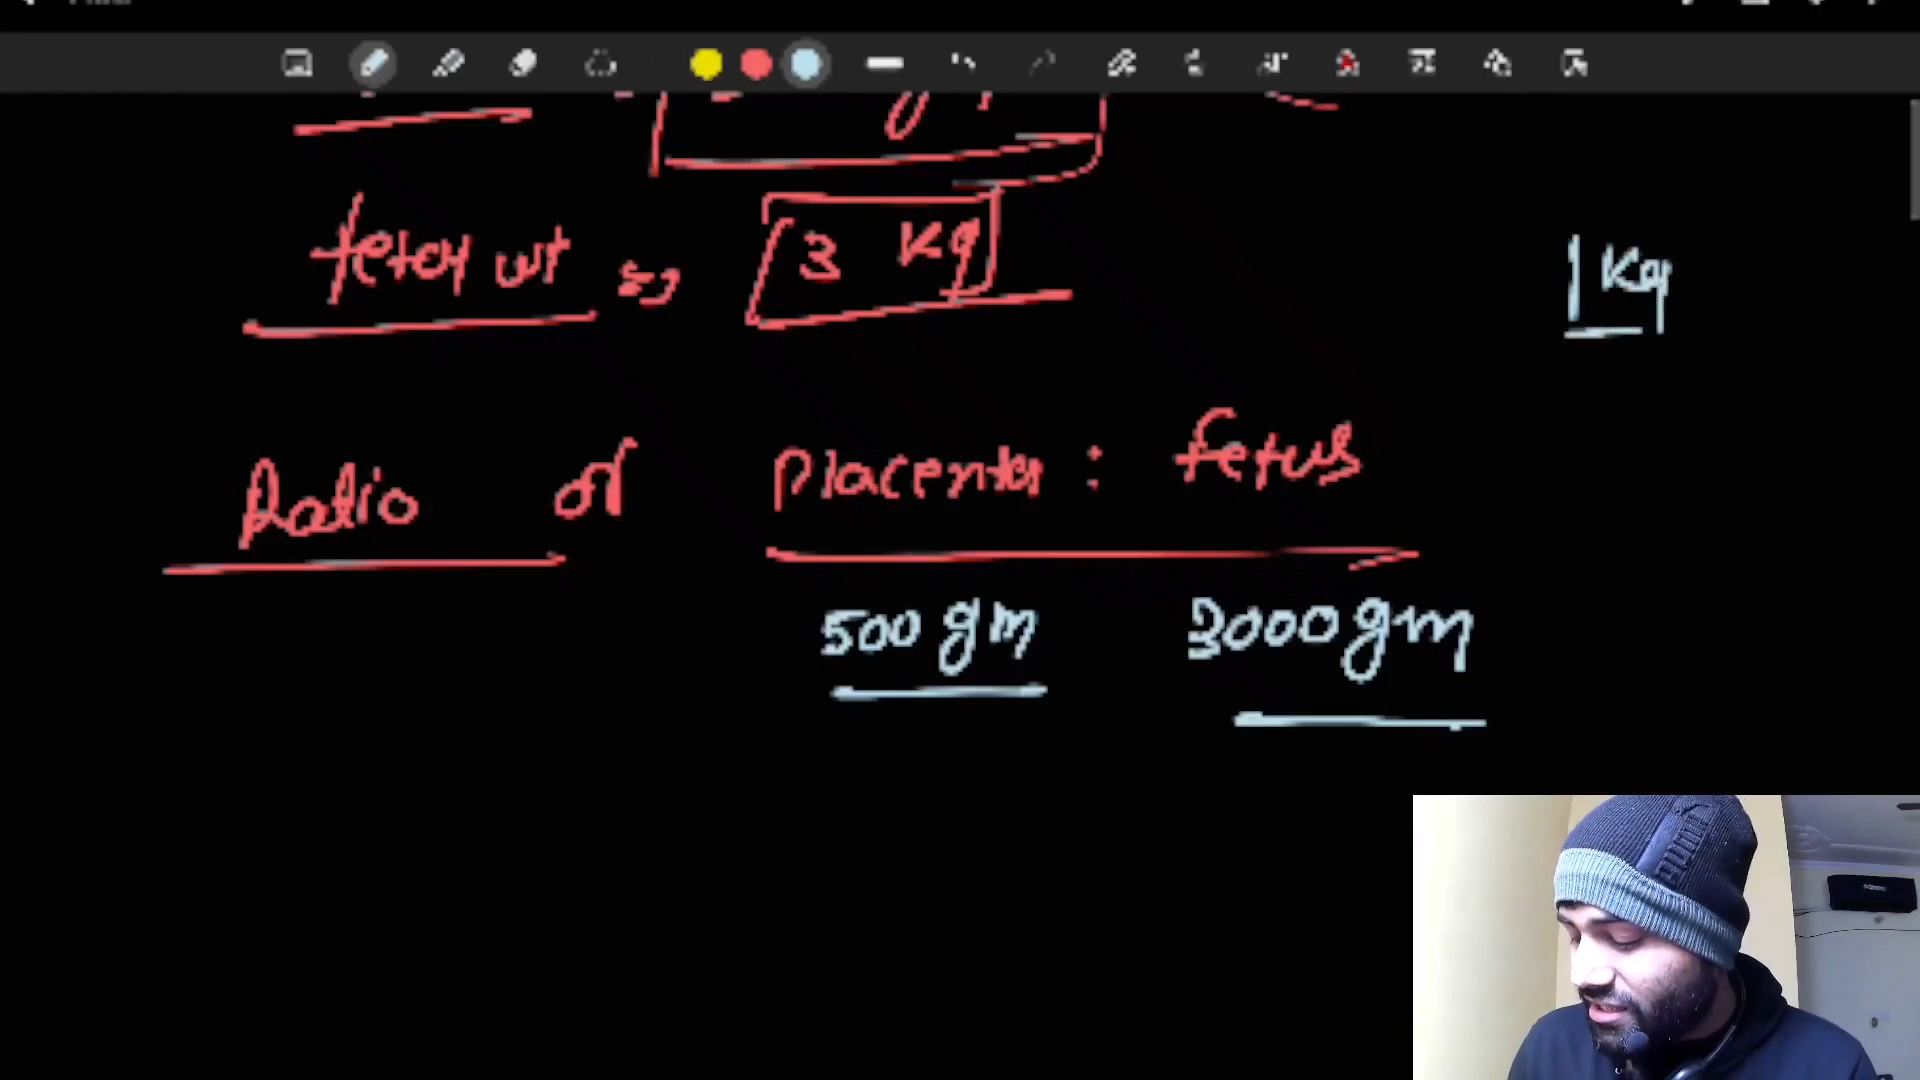 fetal wt => 3 Kg
1 Kg
Ratio of Placenta : fetus
500 gm 3000 gm